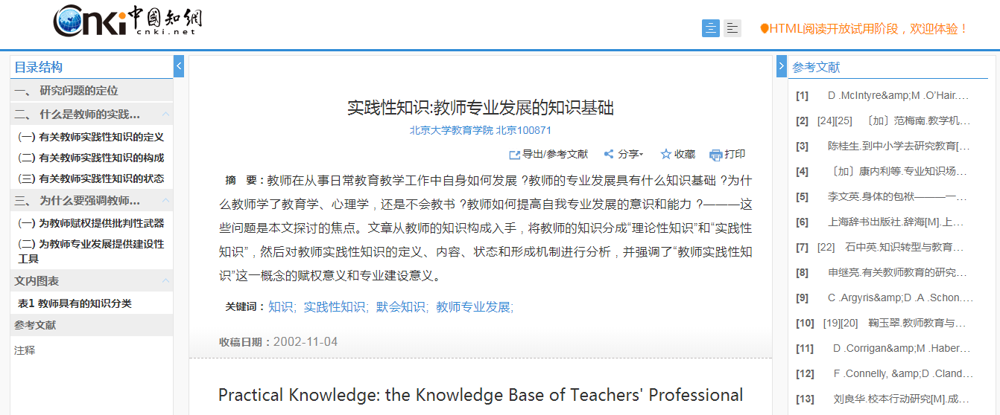 cnki 中國知網
cnki.net
HTML阅读开放试用阶段，欢迎体验！
目录结构
一、 研究问题的定位
二、 什么是教师的实践...
(一) 有关教师实践性知识的定义
(二) 有关教师实践性知识的构成
(三) 有关教师实践性知识的状态
三、 为什么要强调教师...
(一) 为教师赋权提供批判性武器
(二) 为教师专业发展提供建设性
工具
文内图表
表1 教师具有的知识分类
参考文献
注释
实践性知识:教师专业发展的知识基础
北京大学教育学院 北京100871
导出/参考文献 分享 收藏 打印
摘 要：教师在从事日常教育教学工作中自身如何发展 ?教师的专业发展具有什么知识基础 ?为什
么教师学了教育学、心理学，还是不会教书 ?教师如何提高自我专业发展的意识和能力 ?———这
些问题是本文探讨的焦点。文章从教师的知识构成入手，将教师的知识分成“理论性知识”和“实践性
知识”，然后对教师实践性知识的定义、内容、状态和形成机制进行分析，并强调了“教师实践性知
识”这一概念的赋权意义和专业建设意义。
关键词：知识; 实践性知识; 默会知识; 教师专业发展;
收稿日期：2002-11-04
Practical Knowledge: the Knowledge Base of Teachers' Professional
参考文献
[1] D .McIntyre&amp;M .O’Hair....
[2] [24][25] 〔加〕范梅南.教学机...
[3] 陈桂生.到中小学去研究教育[...
[4] 〔加〕康内利等.专业知识场...
[5] 李文英.身体的包袱———一...
[6] 上海辞书出版社.辞海[M].上...
[7] [22] 石中英.知识转型与教育...
[8] 申继亮.有关教师教育的研究...
[9] C .Argyris&amp;D .A .Schon....
[10] [19][20] 鞠玉翠.教师教育与...
[11] D .Corrigan&amp;M .Haber...
[12] F .Connelly, &amp;D .Cland...
[13] 刘良华.校本行动研究[M].成...